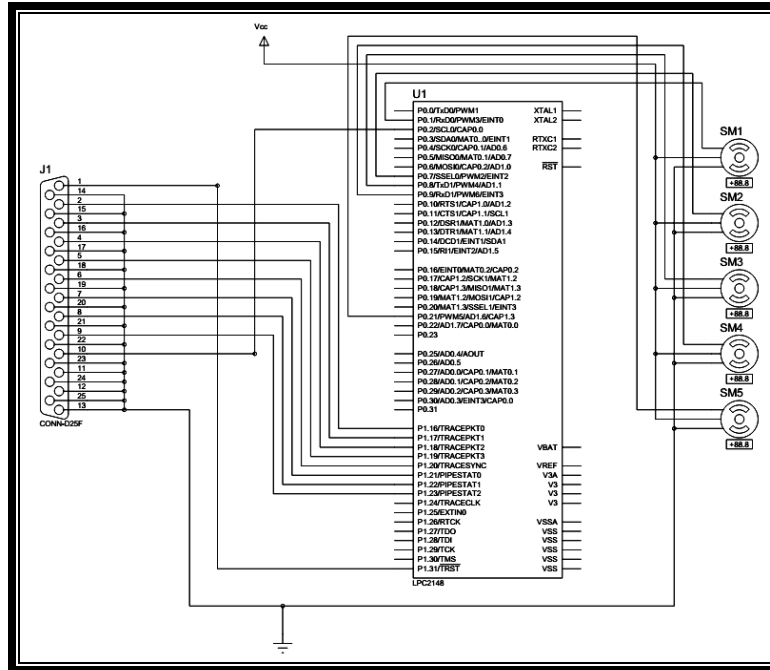 Vcc
J1
1
14
2
15
3
16
4
17
5
18
6
19
7
20
8
21
9
22
10
23
11
24
12
25
13
CONN-D25F
U1
P0.0/TxD0/PWM1
P0.1/RxD0/PWM3/EINT0
P0.2/SCL0/CAP0.0
P0.3/SDA0/MAT0..0/EINT1
P0.4/SCK0/CAP0.1/AD0.6
P0.5/MISO0/MAT0.1/AD0.7
P0.6/MOSI0/CAP0.2/AD1.0
P0.7/SSEL0/PWM2/EINT2
P0.8/TxD1/PWM4/AD1.1
P0.9/RxD1/PWM6/EINT3
P0.10/RTS1/CAP1.0/AD1.2
P0.11/CTS1/CAP1.1/SCL1
P0.12/DSR1/MAT1.0/AD1.3
P0.13/DTR1/MAT1.1/AD1.4
P0.14/DCD1/EINT1/SDA1
P0.15/RI1/EINT2/AD1.5
P0.16/EINT0/MAT0.2/CAP0.2
P0.17/CAP1.2/SCK1/MAT1.2
P0.18/CAP1.3/MISO1/MAT1.3
P0.19/MAT1.2/MOSI1/CAP1.2
P0.20/MAT1.3/SSEL1/EINT3
P0.21/PWM5/AD1.6/CAP1.3
P0.22/AD1.7/CAP0.0/MAT0.0
P0.23
P0.25/AD0.4/AOUT
P0.26/AD0.5
P0.27/AD0.0/CAP0.1/MAT0.1
P0.28/AD0.1/CAP0.2/MAT0.2
P0.29/AD0.2/CAP0.3/MAT0.3
P0.30/AD0.3/EINT3/CAP0.0
P0.31
P1.16/TRACEPKT0
P1.17/TRACEPKT1
P1.18/TRACEPKT2
P1.19/TRACEPKT3
P1.20/TRACESYNC
P1.21/PIPESTAT0
P1.22/PIPESTAT1
P1.23/PIPESTAT2
P1.24/TRACECLK
P1.25/EXTIN0
P1.26/RTCK
P1.27/TDO
P1.28/TDI
P1.29/TCK
P1.30/TMS
P1.31/TRST
XTAL1
XTAL2
RTXC1
RTXC2
RST
VBAT
VREF
V3A
V3
V3
V3
VSSA
VSS
VSS
VSS
VSS
VSS
LPC2148
SM1
+88.8
SM2
+88.8
SM3
+88.8
SM4
+88.8
SM5
+88.8